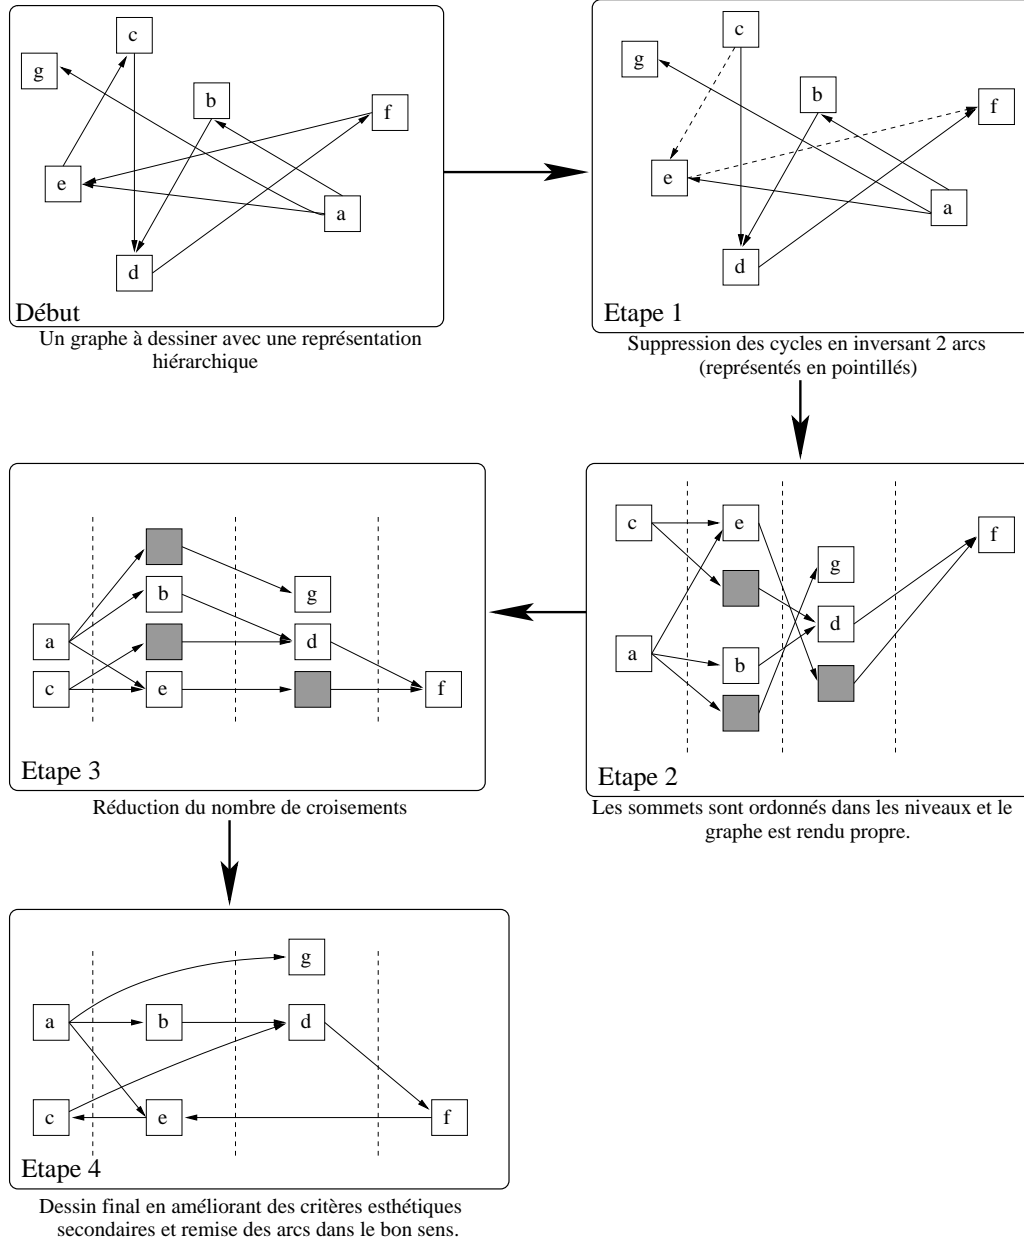 c
g
b
f
e
a
d
Début
Un graphe à dessiner avec une représentation
hiérarchique
c
g
b
f
e
a
d
Etape 1
Suppression des cycles en inversant 2 arcs
(représentés en pointillés)
c
e
f
g
d
a
b
Etape 2
Les sommets sont ordonnés dans les niveaux et le
graphe est rendu propre.
b
g
a
d
c
e
f
Etape 3
Réduction du nombre de croisements
g
a
b
d
c
e
f
Etape 4
Dessin final en améliorant des critères esthétiques
secondaires et remise des arcs dans le bon sens.